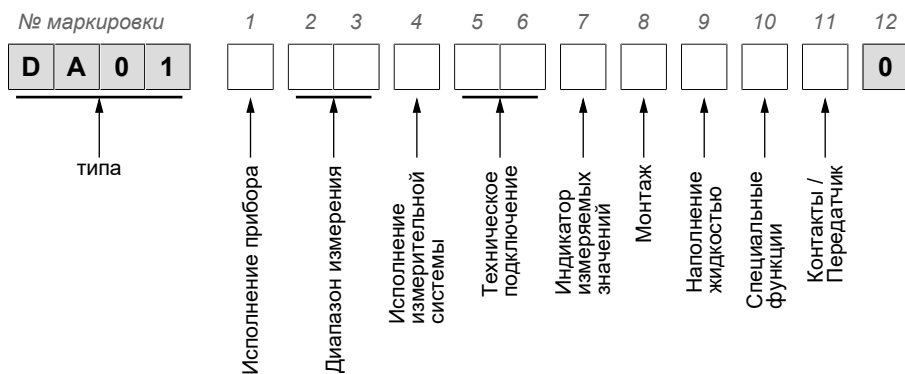 № маркировки 1 2 3 4 5 6 7 8 9 10 11 12
D A 0 1 0
типа
Исполнение прибора
Диапазон измерения
Исполнение
измерительной
системы
Техническое
подключение
Индикатор
измеряемых
значений
Монтаж
Наполнение
жидкостью
Специальные
функции
Контакты /
Передатчик